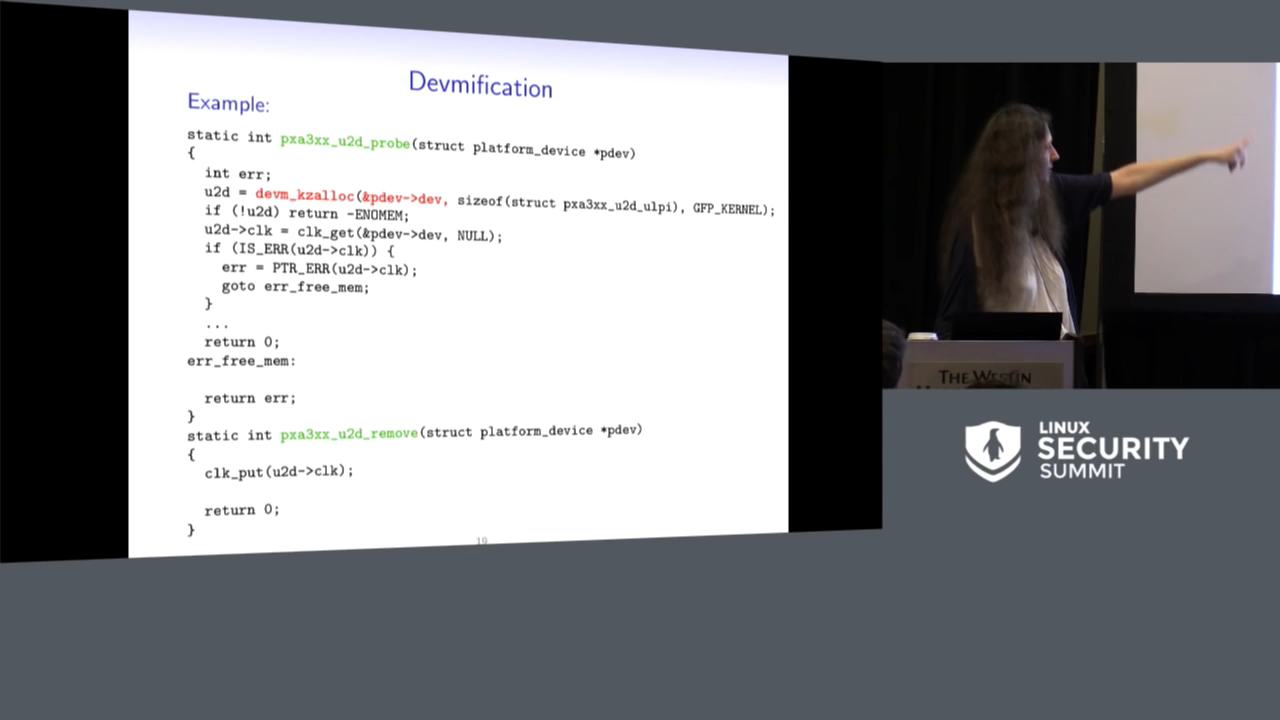 Devmification
Example:
static int pxa3xx_u2d_probe(struct platform_device *pdev)
{
int err;
u2d = devm_kzalloc(&pdev->dev, sizeof(struct pxa3xx_u2d_ulpi), GFP_KERNEL);
if (!u2d) return -ENOMEM;
u2d->clk = clk_get(&pdev->dev, NULL);
if (IS_ERR(u2d->clk)) {
err = PTR_ERR(u2d->clk);
goto err_free_mem;
}
...
return 0;
err_free_mem:
return err;
}
static int pxa3xx_u2d_remove(struct platform_device *pdev)
{
clk_put(u2d->clk);
return 0;
}
19
THE WESTIN
LINUX
SECURITY
SUMMIT